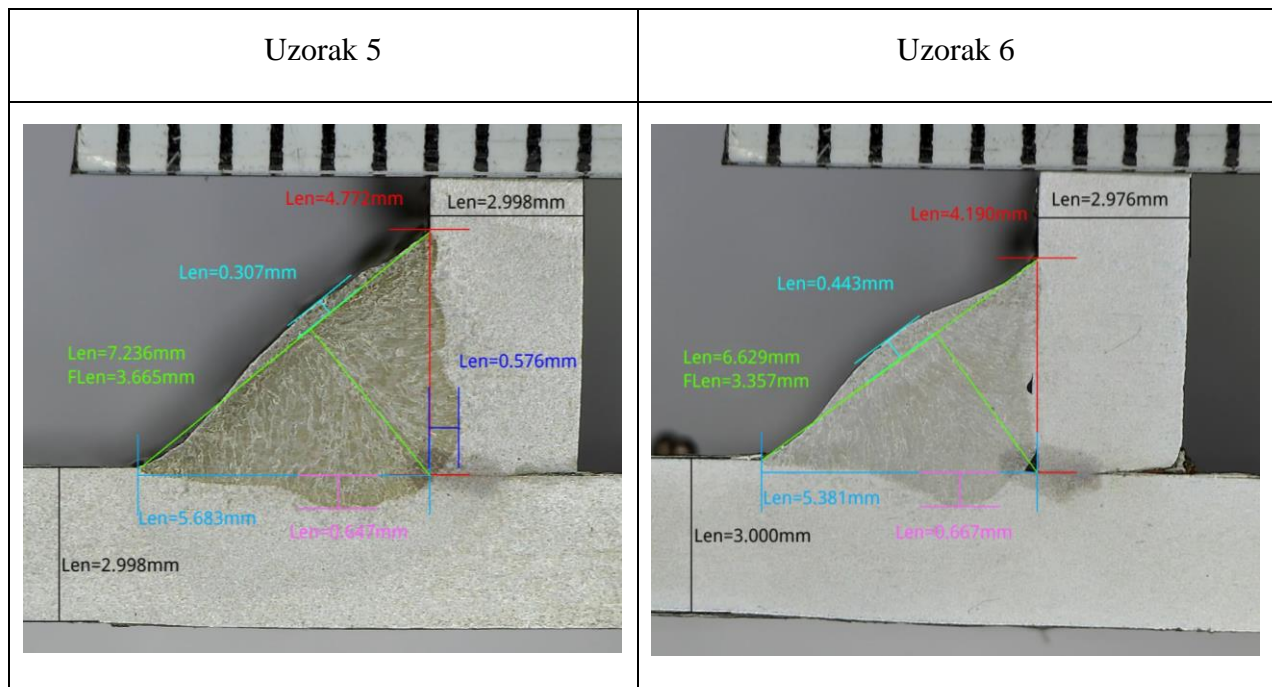 Uzorak 5
Uzorak 6
Len=4.772mm
Len=2.998mm
Len=0.307mm
Len=7.236mm
FLen=3.665mm
Len=0.576mm
Len=5.683mm
Len=0.647mm
Len=2.998mm
Len=4.190mm
Len=2.976mm
Len=0.443mm
Len=6.629mm
FLen=3.357mm
Len=5.381mm
Len=0.667mm
Len=3.000mm